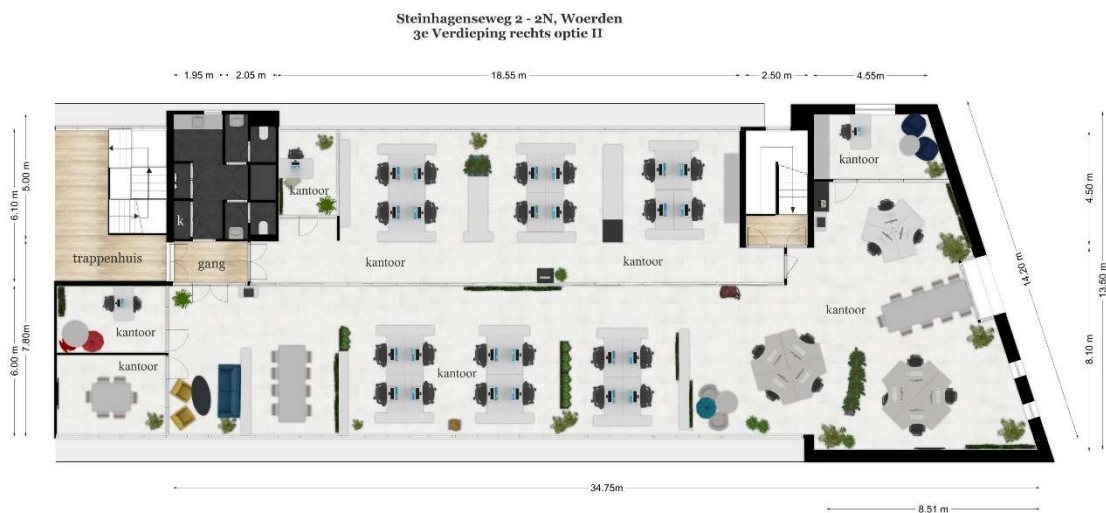 Steinhagenseweg 2 - 2N, Woerden
3e Verdieping rechts optie II
1.95 m
2.05 m
18.55 m
2.50 m
4.55m
5.00 m
6.10 m
7.80m
6.00 m
4.50 m
14.20 m
13.50 m
8.10 m
kantoor
kantoor
k
trappenhuis
gang
kantoor
kantoor
kantoor
kantoor
kantoor
kantoor
34.75m
8.51 m